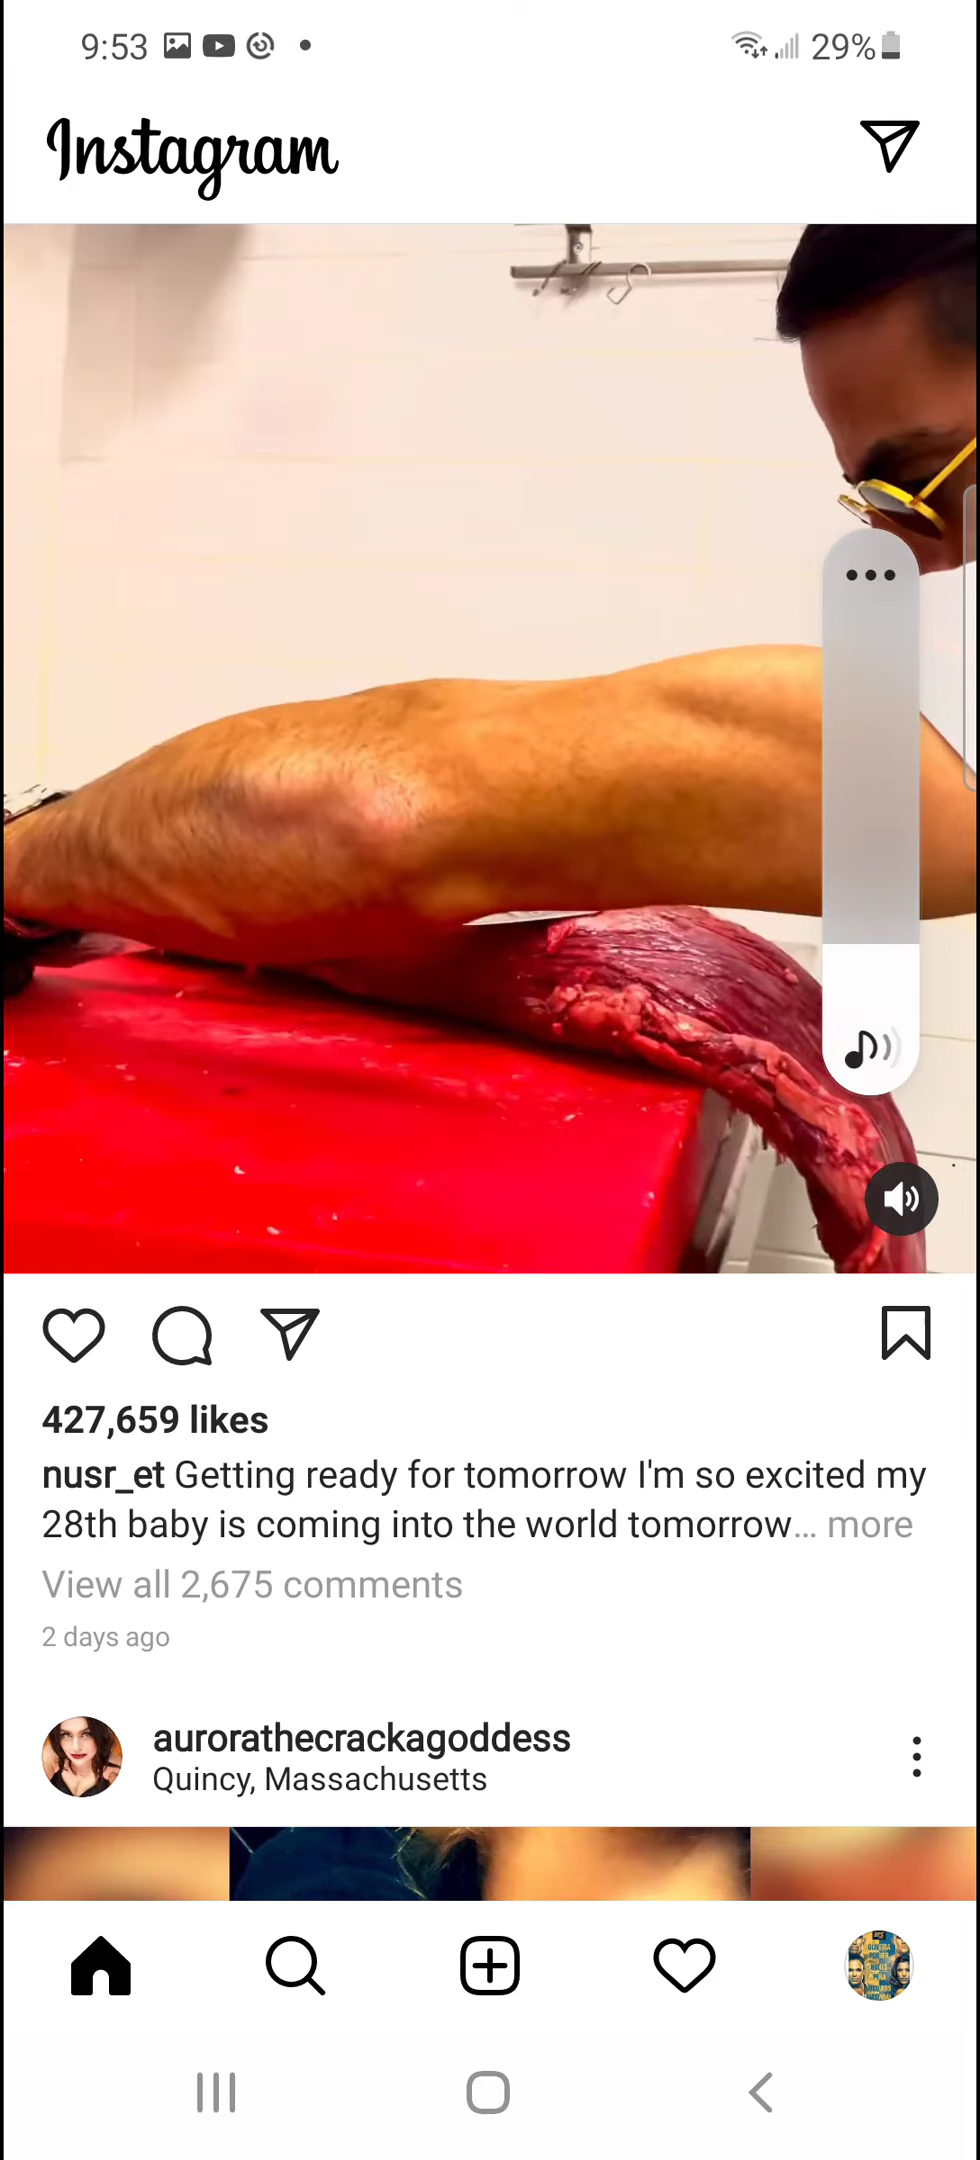 9:53
29%
Instagram
427,659 likes
nusr_et Getting ready for tomorrow I'm so excited my
28th baby is coming into the world tomorrow... more
View all 2,675 comments
2 days ago
aurorathecrackagoddess
Quincy, Massachusetts